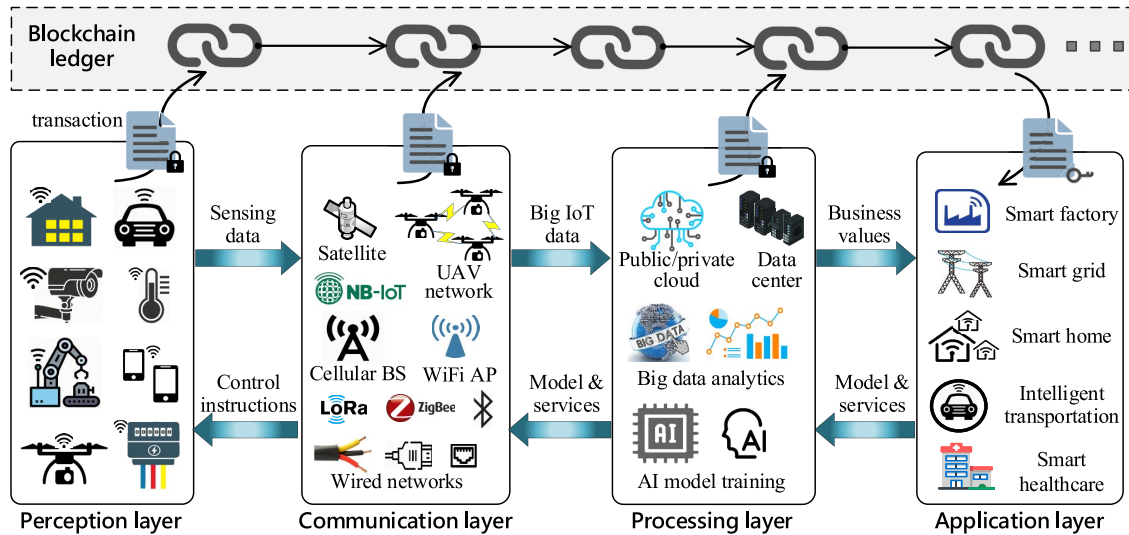 Blockchain
ledger
transaction
Sensing
data
Control
instructions
Perception layer
Satellite
UAV
network
NB-IoT
Cellular BS
WiFi AP
LoRa
ZigBee
Wired networks
Communication layer
Big IoT
data
Model &
services
Public/private
cloud
Data
center
BIG DATA
Big data analytics
AI
AI
AI model training
Processing layer
Business
values
Model &
services
Smart factory
Smart grid
Smart home
Intelligent
transportation
Smart
healthcare
Application layer